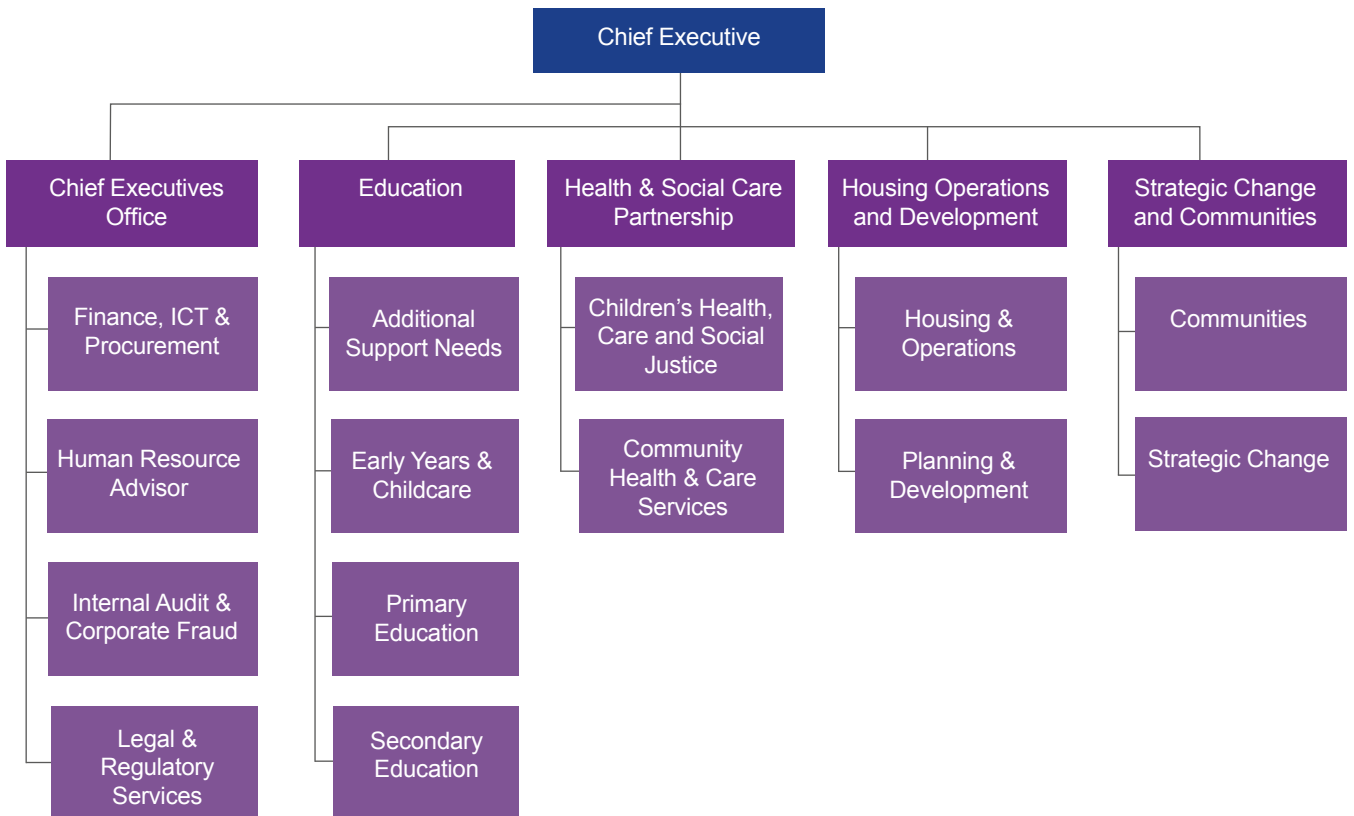 Chief Executive
Chief Executives
Office
Education
Health & Social Care
Partnership
Housing Operations
and Development
Strategic Change
and Communities
Finance, ICT &
Procurement
Additional
Support Needs
Children’s Health,
Care and Social
Justice
Housing &
Operations
Communities
Human Resource
Advisor
Early Years &
Childcare
Community
Health & Care
Services
Planning &
Development
Strategic Change
Internal Audit &
Corporate Fraud
Primary
Education
Legal &
Regulatory
Services
Secondary
Education